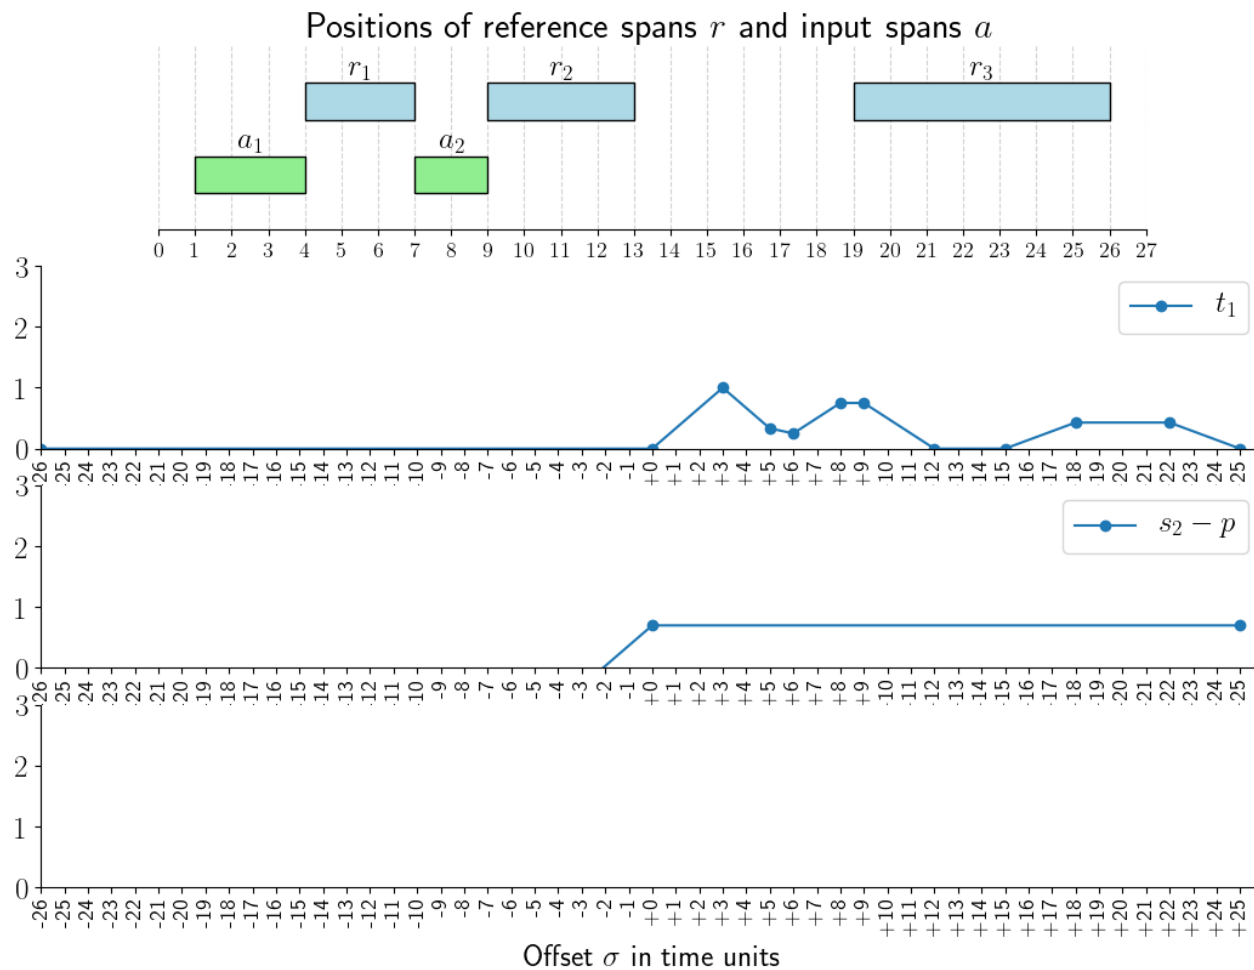 Positions of reference spans r and input spans a
r1 r2 r3
a1 a2
0 1 2 3 4 5 6 7 8 9 10 11 12 13 14 15 16 17 18 19 20 21 22 23 24 25 26 27
3
2
1
0
t1
-26 -25 -24 -23 -22 -21 -20 -19 -18 -17 -16 -15 -14 -13 -12 -11 -10 -9 -8 -7 -6 -5 -4 -3 -2 -1 +0 +1 +2 +3 +4 +5 +6 +7 +8 +9 +10 +11 +12 +13 +14 +15 +16 +17 +18 +19 +20 +21 +22 +23 +24 +25
3
2
1
0
s2 − p
-26 -25 -24 -23 -22 -21 -20 -19 -18 -17 -16 -15 -14 -13 -12 -11 -10 -9 -8 -7 -6 -5 -4 -3 -2 -1 +0 +1 +2 +3 +4 +5 +6 +7 +8 +9 +10 +11 +12 +13 +14 +15 +16 +17 +18 +19 +20 +21 +22 +23 +24 +25
3
2
1
0
-26 -25 -24 -23 -22 -21 -20 -19 -18 -17 -16 -15 -14 -13 -12 -11 -10 -9 -8 -7 -6 -5 -4 -3 -2 -1 +0 +1 +2 +3 +4 +5 +6 +7 +8 +9 +10 +11 +12 +13 +14 +15 +16 +17 +18 +19 +20 +21 +22 +23 +24 +25
Offset σ in time units